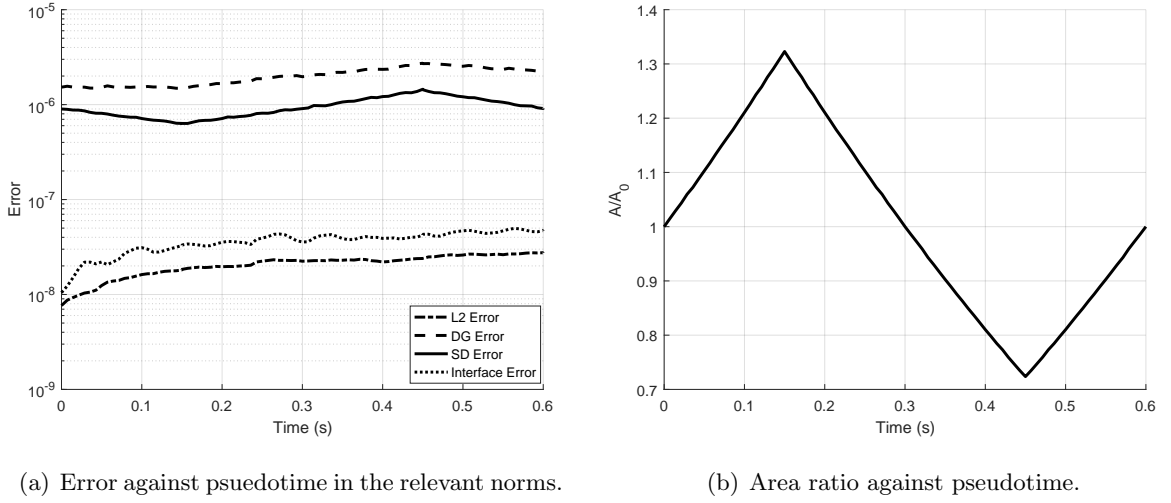 10^-5
10^-6
10^-7
10^-8
10^-9
Error
0 0.1 0.2 0.3 0.4 0.5 0.6
Time (s)
L2 Error
DG Error
SD Error
Interface Error
1.4
1.3
1.2
1.1
1
0.9
0.8
0.7
A/A_0
0 0.1 0.2 0.3 0.4 0.5 0.6
Time (s)
(a) Error against psuedotime in the relevant norms.
(b) Area ratio against pseudotime.